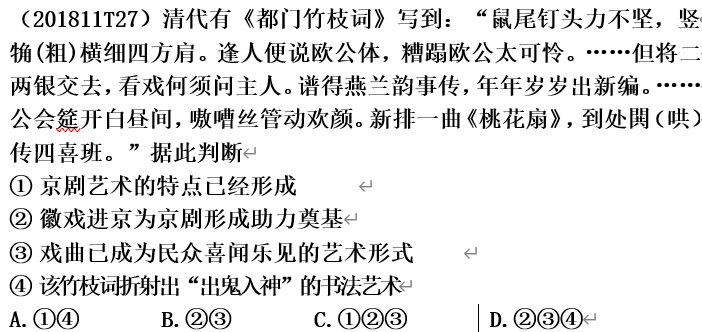 （201811T27）清代有《都门竹枝词》写到：“鼠尾钉头力不坚，竖
觕(粗)横细四方肩。逢人便说欧公体，糟蹋欧公太可怜。……但将二
两银交去，看戏何须问主人。谱得燕兰韵事传，年年岁岁出新编。……
公会筵开白昼间，嗷嘈丝管动欢颜。新排一曲《桃花扇》，到处閧（哄）
传四喜班。”据此判断
① 京剧艺术的特点已经形成
② 徽戏进京为京剧形成助力奠基
③ 戏曲已成为民众喜闻乐见的艺术形式
④ 该竹枝词折射出“出鬼入神”的书法艺术
A.①④ B.②③ C.①②③ D.②③④